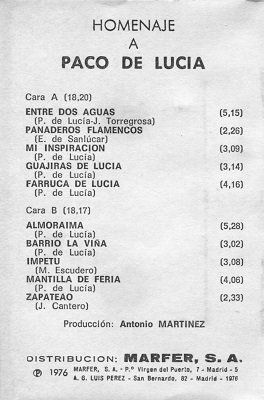 HOMENAJE
A
PACO DE LUCIA
Cara A (18,20)
ENTRE DOS AGUAS (5,15)
(P. de Lucía-J. Torregrosa)
PANADEROS FLAMENCOS (2,26)
(E. de Sanlúcar)
MI INSPIRACION (3,09)
(P. de Lucía)
GUAJIRAS DE LUCIA (3,14)
(P. de Lucía)
FARRUCA DE LUCIA (4,16)
(P. de Lucía)
Cara B (18,17)
ALMORAIMA (5,28)
(P. de Lucía)
BARRIO LA VIÑA (3,02)
(P. de Lucía)
IMPETU (3,08)
(M. Escudero)
MANTILLA DE FERIA (4,06)
(P. de Lucía)
ZAPATEAO (2,33)
(J. Cantero)
Producción: Antonio MARTINEZ
DISTRIBUCION: MARFER, S. A.
℗ 1976 MARFER, S. A. - P.º Virgen del Puerto, 7 - Madrid - 5
A. G. LUIS PEREZ - San Bernardo, 82 - Madrid - 1976